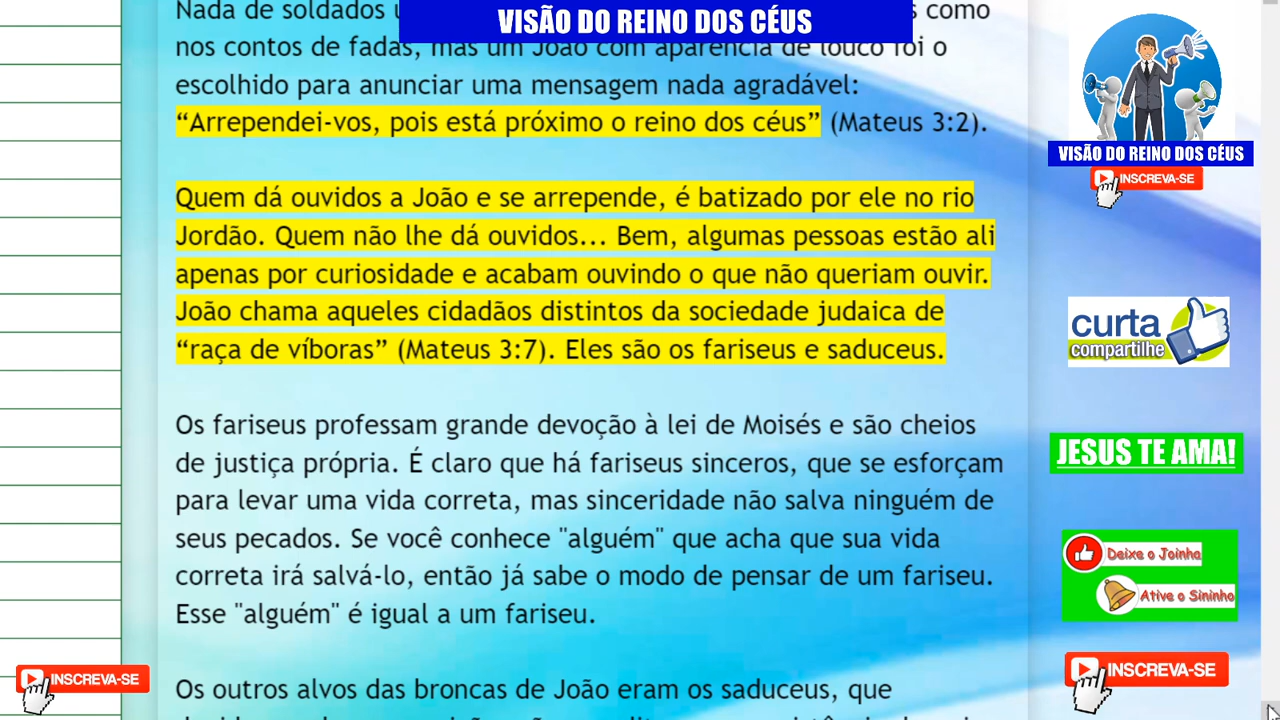 VISÃO DO REINO DOS CÉUS
Nada de soldados s como
nos contos de fadas, mas um João com aparência de louco foi o
escolhido para anunciar uma mensagem nada agradável:
“Arrependei-vos, pois está próximo o reino dos céus” (Mateus 3:2).
Quem dá ouvidos a João e se arrepende, é batizado por ele no rio
Jordão. Quem não lhe dá ouvidos... Bem, algumas pessoas estão ali
apenas por curiosidade e acabam ouvindo o que não queriam ouvir.
João chama aqueles cidadãos distintos da sociedade judaica de
“raça de víboras” (Mateus 3:7). Eles são os fariseus e saduceus.
Os fariseus professam grande devoção à lei de Moisés e são cheios
de justiça própria. É claro que há fariseus sinceros, que se esforçam
para levar uma vida correta, mas sinceridade não salva ninguém de
seus pecados. Se você conhece "alguém" que acha que sua vida
correta irá salvá-lo, então já sabe o modo de pensar de um fariseu.
Esse "alguém" é igual a um fariseu.
Os outros alvos das broncas de João eram os saduceus, que
VISÃO DO REINO DOS CÉUS
INSCREVA-SE
curta
compartilhe
JESUS TE AMA!
Deixe o Joinha
Ative o Sininho
INSCREVA-SE
INSCREVA-SE